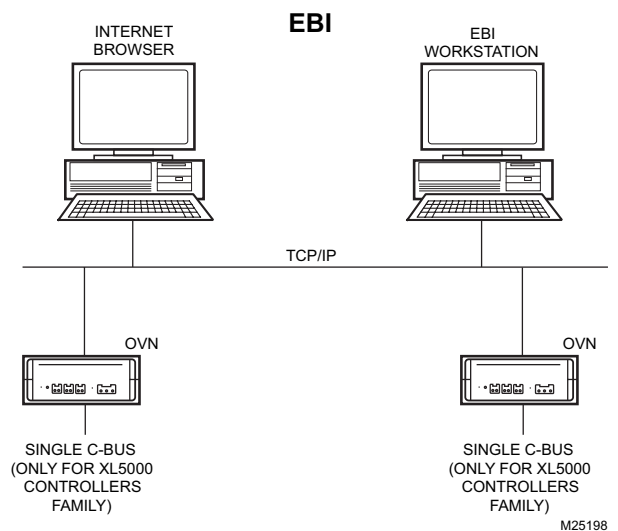 EBI
INTERNET
BROWSER
EBI
WORKSTATION
TCP/IP
OVN
OVN
SINGLE C-BUS
(ONLY FOR XL5000
CONTROLLERS
FAMILY)
SINGLE C-BUS
(ONLY FOR XL5000
CONTROLLERS
FAMILY)
M25198